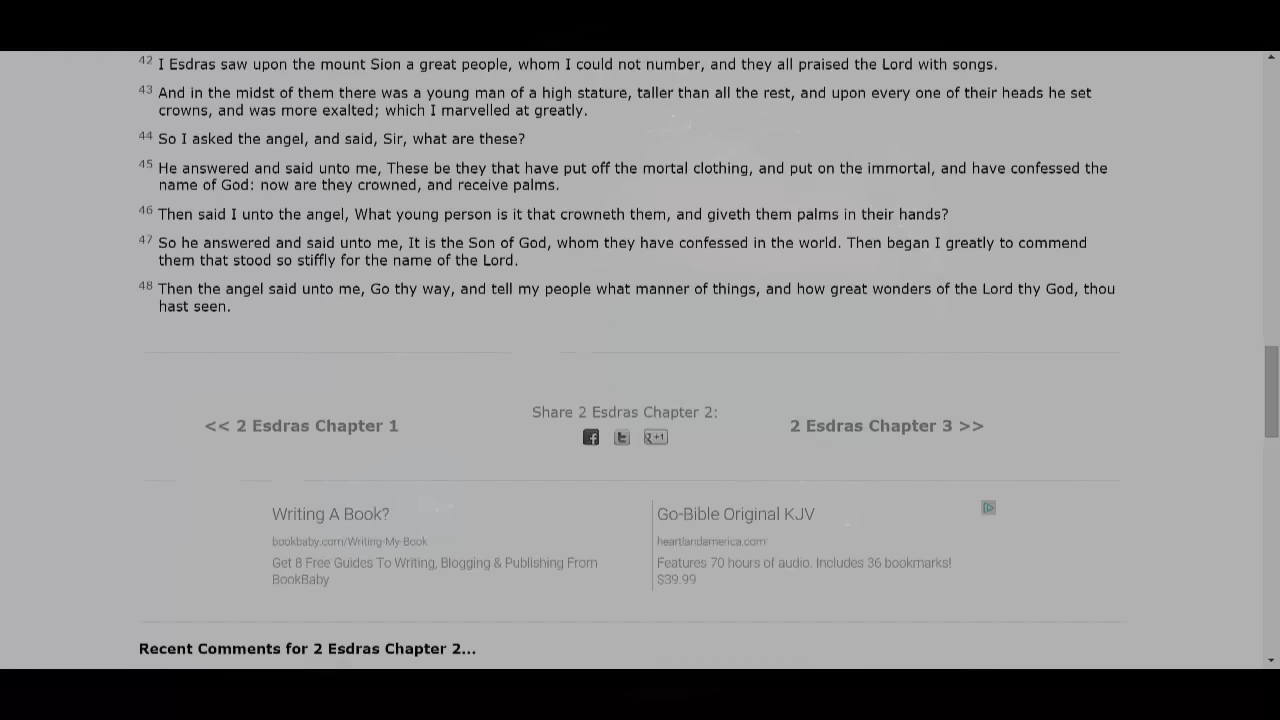 42 I Esdras saw upon the mount Sion a great people, whom I could not number, and they all praised the Lord with songs.
43 And in the midst of them there was a young man of a high stature, taller than all the rest, and upon every one of their heads he set
crowns, and was more exalted; which I marvelled at greatly.
44 So I asked the angel, and said, Sir, what are these?
45 He answered and said unto me, These be they that have put off the mortal clothing, and put on the immortal, and have confessed the
name of God: now are they crowned, and receive palms.
46 Then said I unto the angel, What young person is it that crowneth them, and giveth them palms in their hands?
47 So he answered and said unto me, It is the Son of God, whom they have confessed in the world. Then began I greatly to commend
them that stood so stiffly for the name of the Lord.
48 Then the angel said unto me, Go thy way, and tell my people what manner of things, and how great wonders of the Lord thy God, thou
hast seen.
<< 2 Esdras Chapter 1
Share 2 Esdras Chapter 2:
2 Esdras Chapter 3 >>
f t g +1
Writing A Book?
bookbaby.com/Writing-My-Book
Get 8 Free Guides To Writing, Blogging & Publishing From
BookBaby
Go-Bible Original KJV
heartlandamerica.com
Features 70 hours of audio. Includes 36 bookmarks!
$39.99
Recent Comments for 2 Esdras Chapter 2...